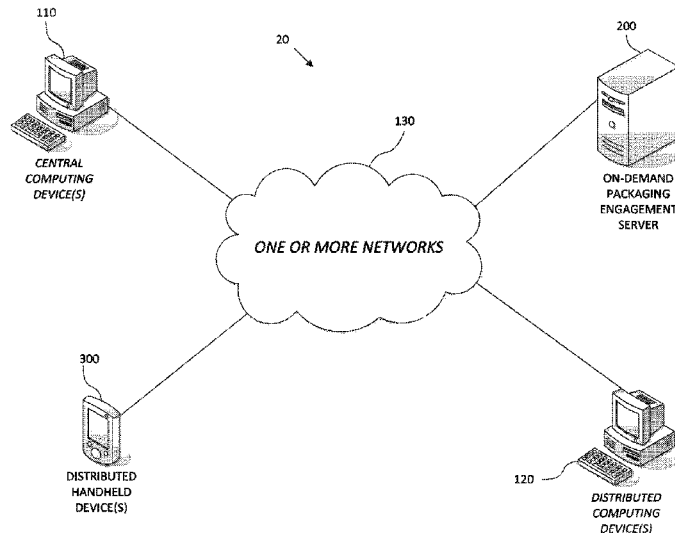 110
20
200
130
CENTRAL
COMPUTING
DEVICE(S)
ON-DEMAND
PACKAGING
ENGAGEMENT
SERVER
ONE OR MORE NETWORKS
300
DISTRIBUTED
HANDHELD
DEVICE(S)
120
DISTRIBUTED
COMPUTING
DEVICE(S)